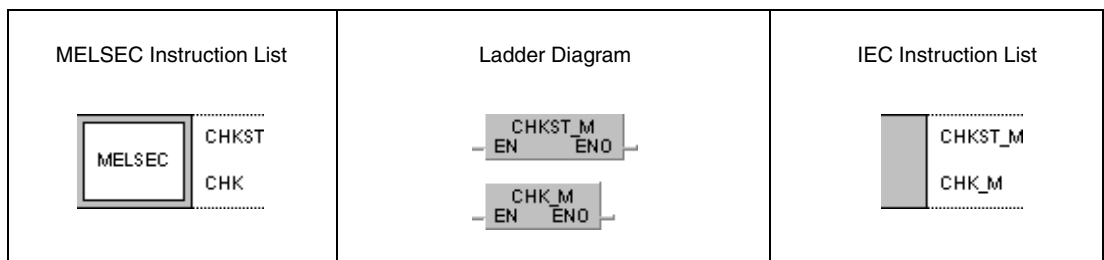 MELSEC Instruction List
MELSEC
CHKST
CHK
Ladder Diagram
CHKST_M
EN ENO
CHK_M
EN ENO
IEC Instruction List
CHKST_M
CHK_M